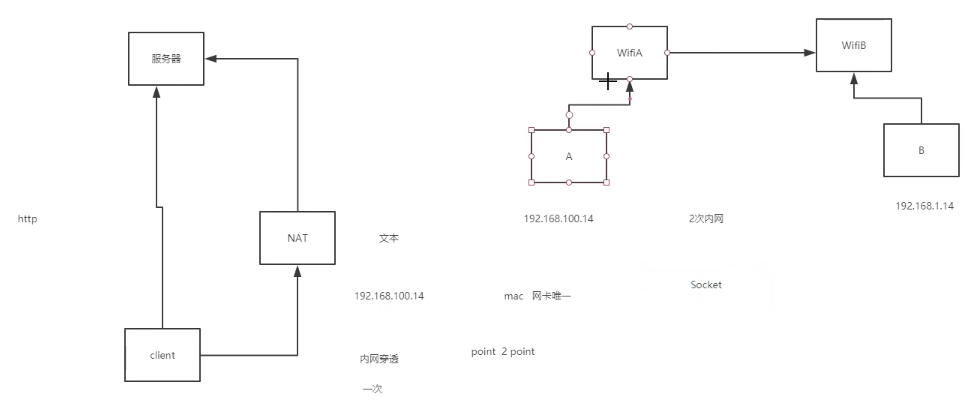 服务器
WifiA
WifiB
A
B
192.168.1.14
http
192.168.100.14
2次内网
NAT
文本
192.168.100.14
mac 网卡唯一
Socket
client
内网穿透
point 2 point
一次